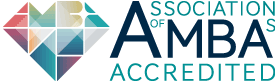 ASSOCIATION
OF AMBAs
ACCREDITED